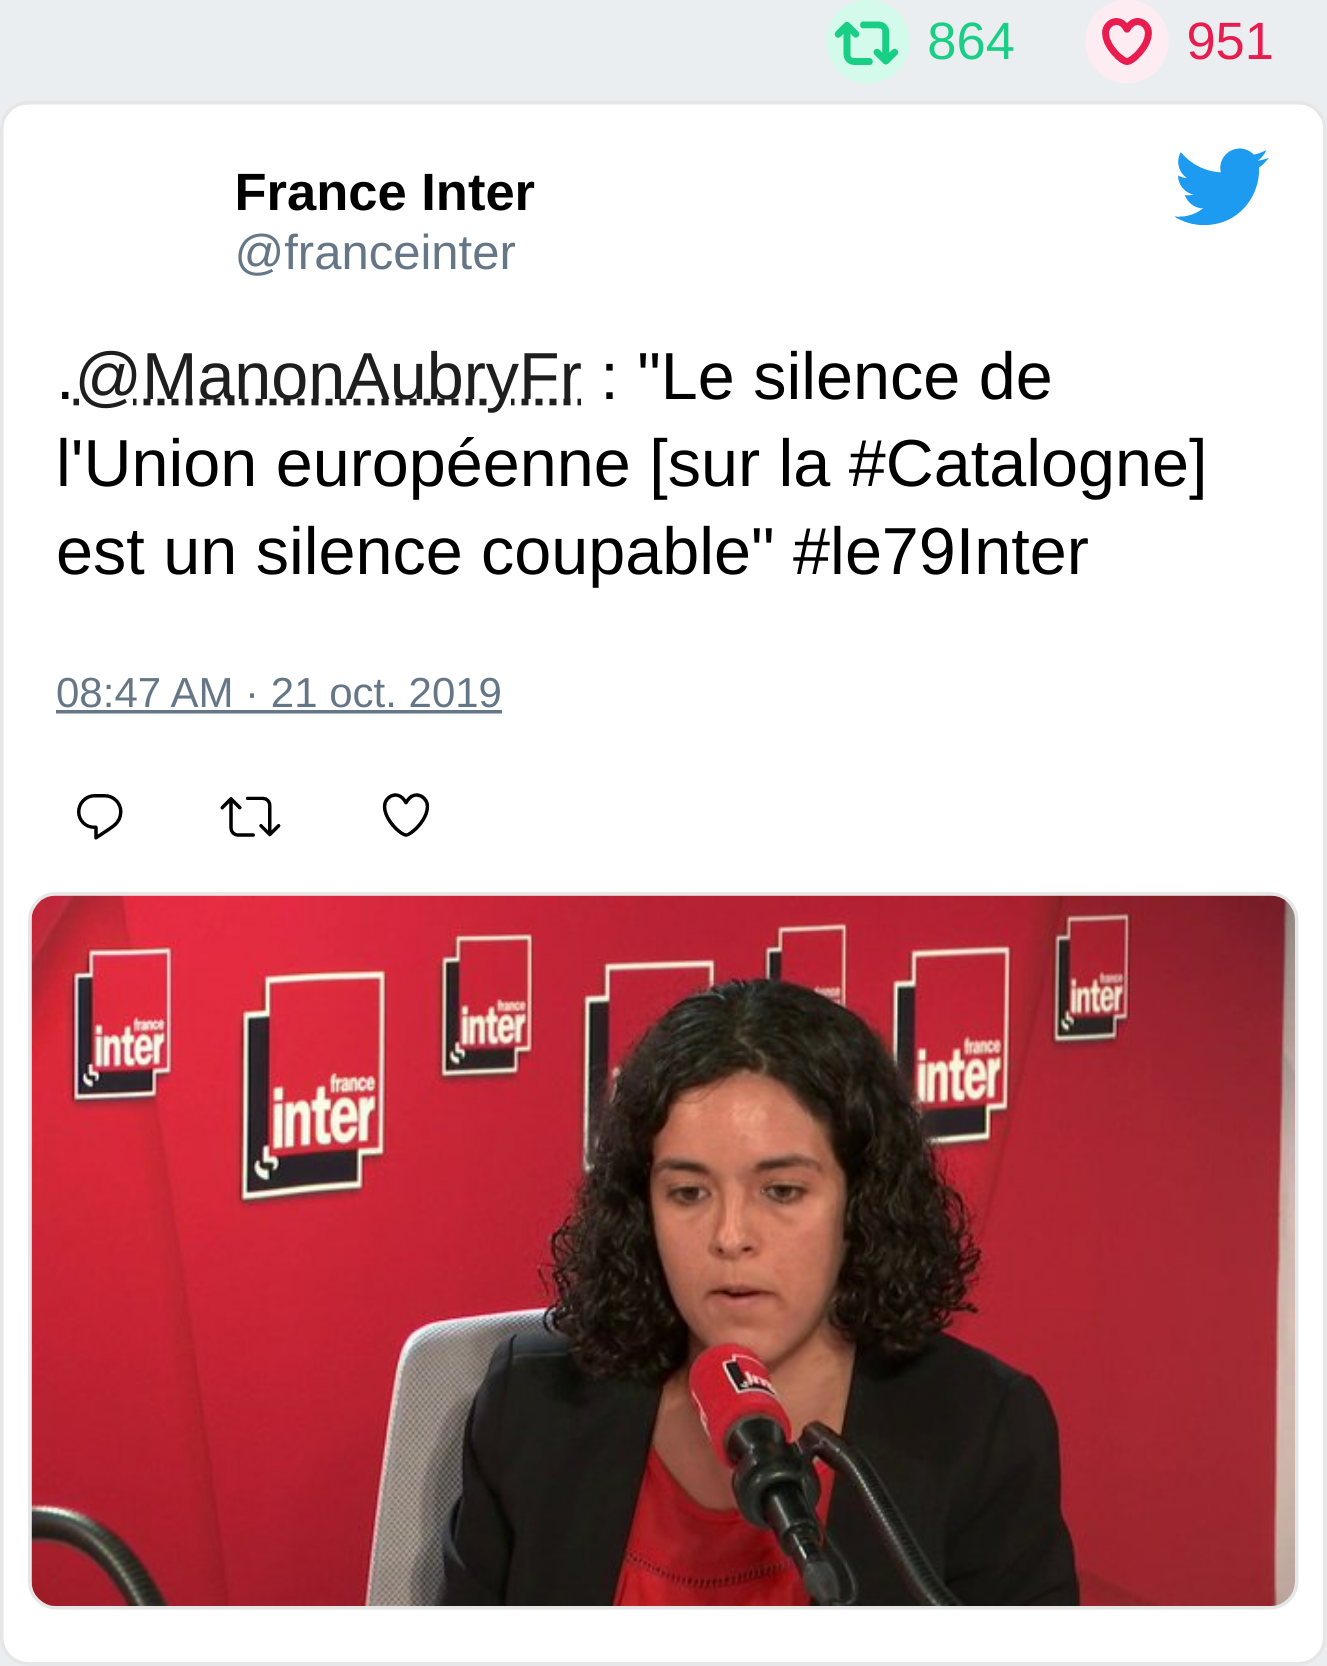 864 951
France Inter
@franceinter
.@ManonAubryFr : "Le silence de
l'Union européenne [sur la #Catalogne]
est un silence coupable" #le79Inter
08:47 AM · 21 oct. 2019
france
inter
france
inter
france
inter
france
france
inter
france
inter